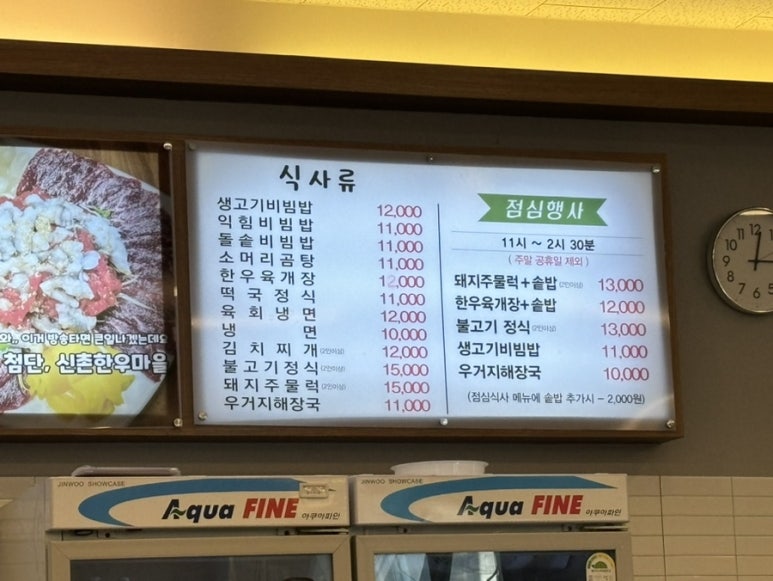 식사류
생고기비빔밥 12,000
익힘비빔밥 11,000
돌솥비빔밥 11,000
소머리곰탕 11,000
한우육개장 12,000
떡국정식 11,000
육회냉면 12,000
냉면 10,000
김치찌개 (2인이상) 12,000
불고기정식 (2인이상) 15,000
돼지주물럭 (2인이상) 15,000
우거지해장국 11,000
점심행사
11시 ~ 2시 30분
( 주말 공휴일 제외 )
돼지주물럭+솥밥 (2인이상) 13,000
한우육개장+솥밥 12,000
불고기 정식 (2인이상) 13,000
생고기비빔밥 11,000
우거지해장국 10,000
(점심식사 메뉴에 솥밥 추가시 - 2,000원)
와.. 이거 방송타면 큰일나겠는데요
첨단, 신촌한우마을
JINWOO SHOWCASE
Aqua FINE 아쿠아파인
JINWOO SHOWCASE
Aqua FINE 아쿠아파인